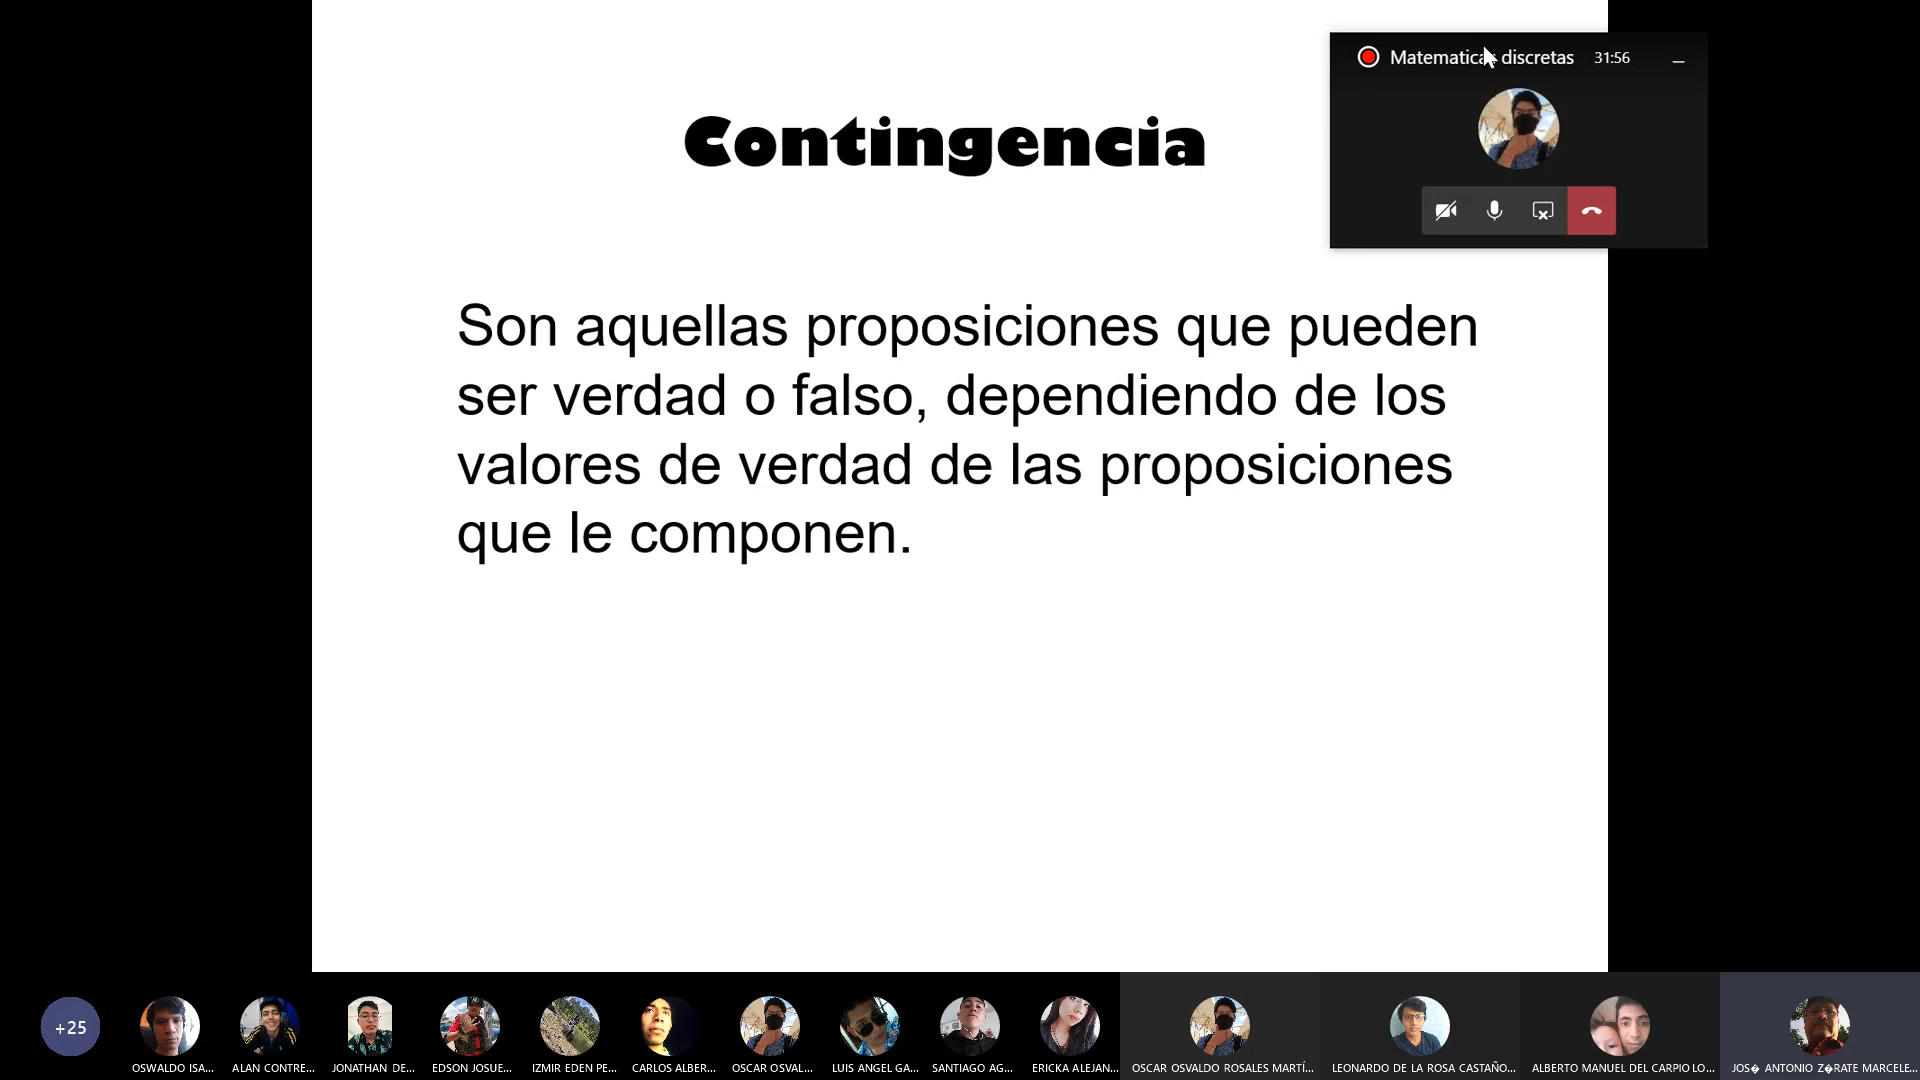 Contingencia
Matematicas discretas 31:56
Son aquellas proposiciones que pueden
ser verdad o falso, dependiendo de los
valores de verdad de las proposiciones
que le componen.
+25
OSWALDO ISA...
ALAN CONTRE...
JONATHAN DE...
EDSON JOSUE...
IZMIR EDEN PE...
CARLOS ALBER...
OSCAR OSVAL...
LUIS ANGEL GA...
SANTIAGO AG...
ERICKA ALEJAN...
OSCAR OSVALDO ROSALES MARTÍ...
LEONARDO DE LA ROSA CASTAÑO...
ALBERTO MANUEL DEL CARPIO LO...
JOS� ANTONIO Z�RATE MARCELE...